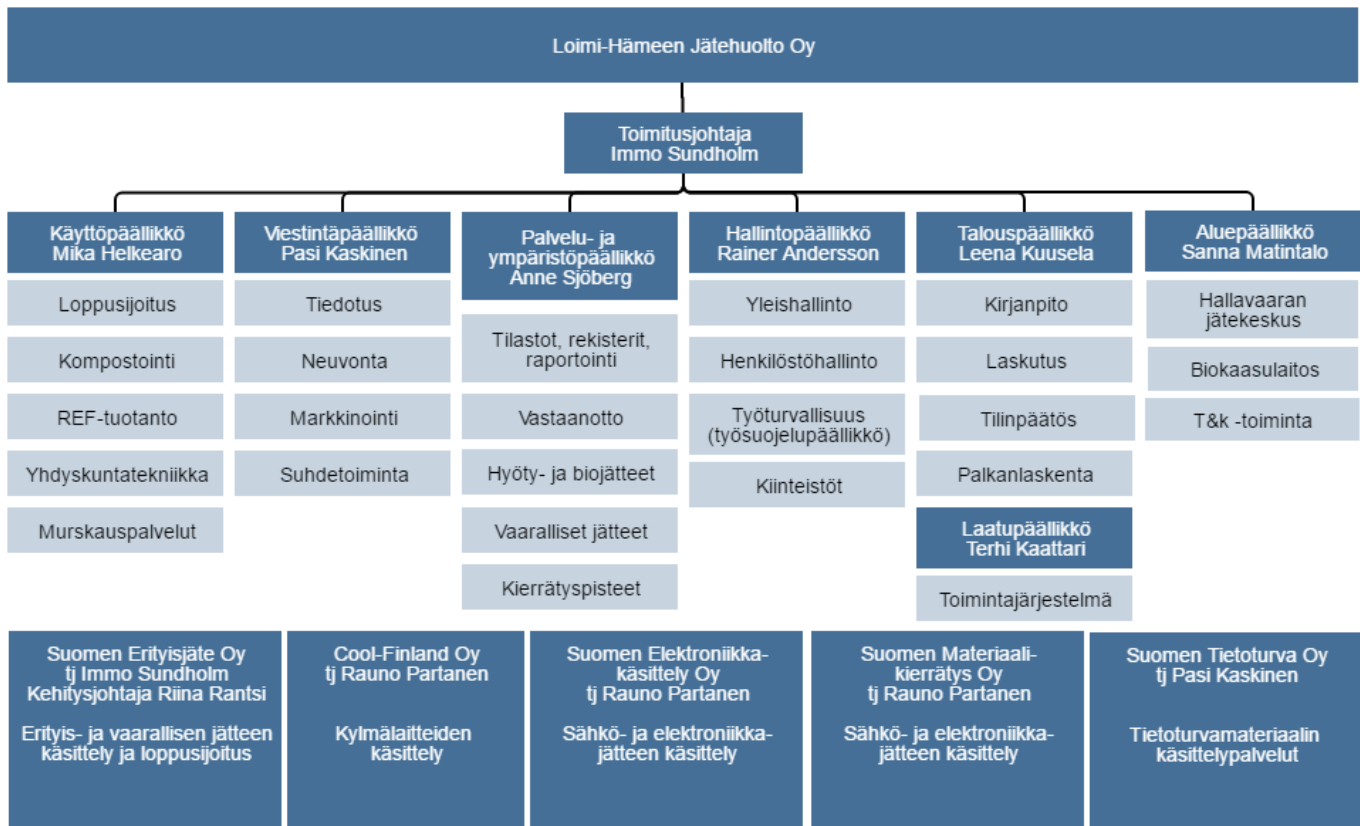 Loimi-Hämeen Jätehuolto Oy
Toimitusjohtaja
Immo Sundholm
Käyttöpäällikkö
Mika Helkearo
Loppusijoitus
Kompostointi
REF-tuotanto
Yhdyskuntatekniikka
Murskauspalvelut
Viestintäpäällikkö
Pasi Kaskinen
Tiedotus
Neuvonta
Markkinointi
Suhdetoiminta
Palvelu- ja
ympäristöpäällikkö
Anne Sjöberg
Tilastot, rekisterit,
raportointi
Vastaanotto
Hyöty- ja biojätteet
Vaaralliset jätteet
Kierrätyspisteet
Hallintopäällikkö
Rainer Andersson
Yleishallinto
Henkilöstöhallinto
Työturvallisuus
(työsuojelupäällikkö)
Kiinteistöt
Talouspäällikkö
Leena Kuusela
Kirjanpito
Laskutus
Tilinpäätös
Palkanlaskenta
Laatupäällikkö
Terhi Kaattari
Toimintajärjestelmä
Aluepäällikkö
Sanna Matintalo
Hallavaaran
jätekeskus
Biokaasulaitos
T&k -toiminta
Suomen Erityisjäte Oy
tj Immo Sundholm
Kehitysjohtaja Riina Rantsi
Erityis- ja vaarallisen jätteen
käsittely ja loppusijoitus
Cool-Finland Oy
tj Rauno Partanen
Kylmälaitteiden
käsittely
Suomen Elektroniikka-
käsittely Oy
tj Rauno Partanen
Sähkö- ja elektroniikka-
jätteen käsittely
Suomen Materiaali-
kierrätys Oy
tj Rauno Partanen
Sähkö- ja elektroniikka-
jätteen käsittely
Suomen Tietoturva Oy
tj Pasi Kaskinen
Tietoturvamateriaalin
käsittelypalvelut